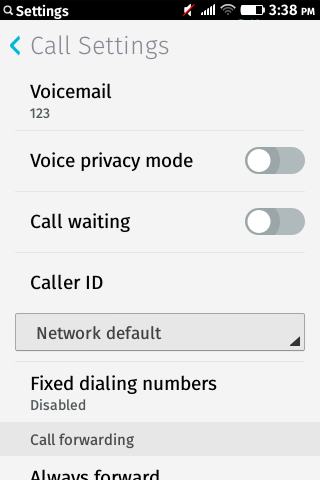 Settings 3:38 PM
Call Settings
Voicemail
123
Voice privacy mode
Call waiting
Caller ID
Network default
Fixed dialing numbers
Disabled
Call forwarding
Always forward